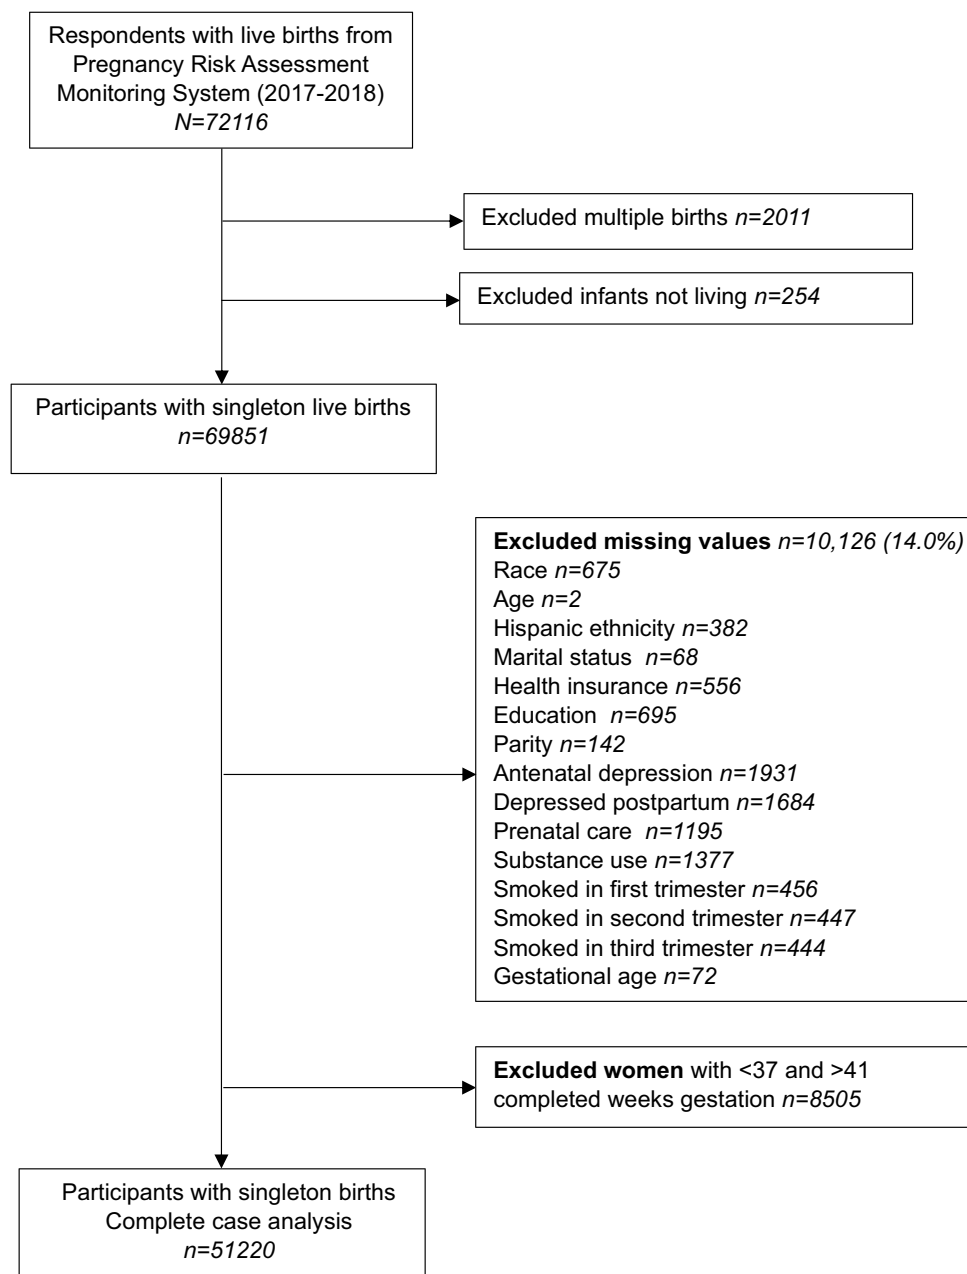 Respondents with live births from
Pregnancy Risk Assessment
Monitoring System (2017-2018)
N=72116
Excluded multiple births n=2011
Excluded infants not living n=254
Participants with singleton live births
n=69851
Excluded missing values n=10,126 (14.0%)
Race n=675
Age n=2
Hispanic ethnicity n=382
Marital status n=68
Health insurance n=556
Education n=695
Parity n=142
Antenatal depression n=1931
Depressed postpartum n=1684
Prenatal care n=1195
Substance use n=1377
Smoked in first trimester n=456
Smoked in second trimester n=447
Smoked in third trimester n=444
Gestational age n=72
Excluded women with <37 and >41
completed weeks gestation n=8505
Participants with singleton births
Complete case analysis
n=51220